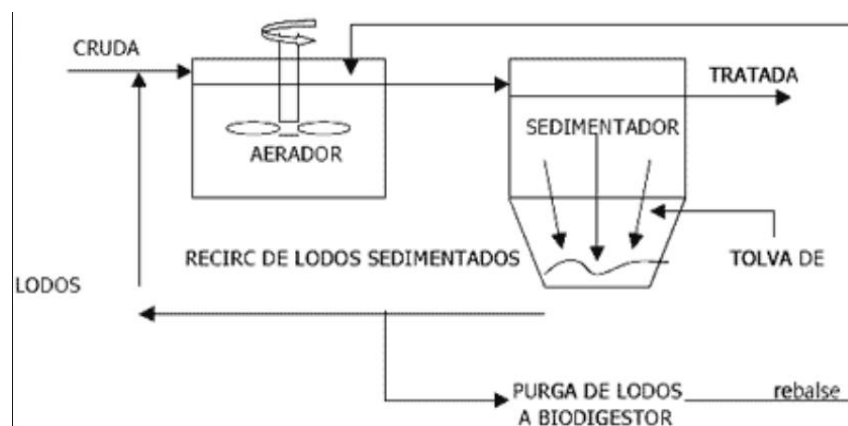 CRUDA
TRATADA
SEDIMENTADOR
AERADOR
RECIRC DE LODOS SEDIMENTADOS
TOLVA DE
LODOS
PURGA DE LODOS
A BIODIGESTOR
rebalse